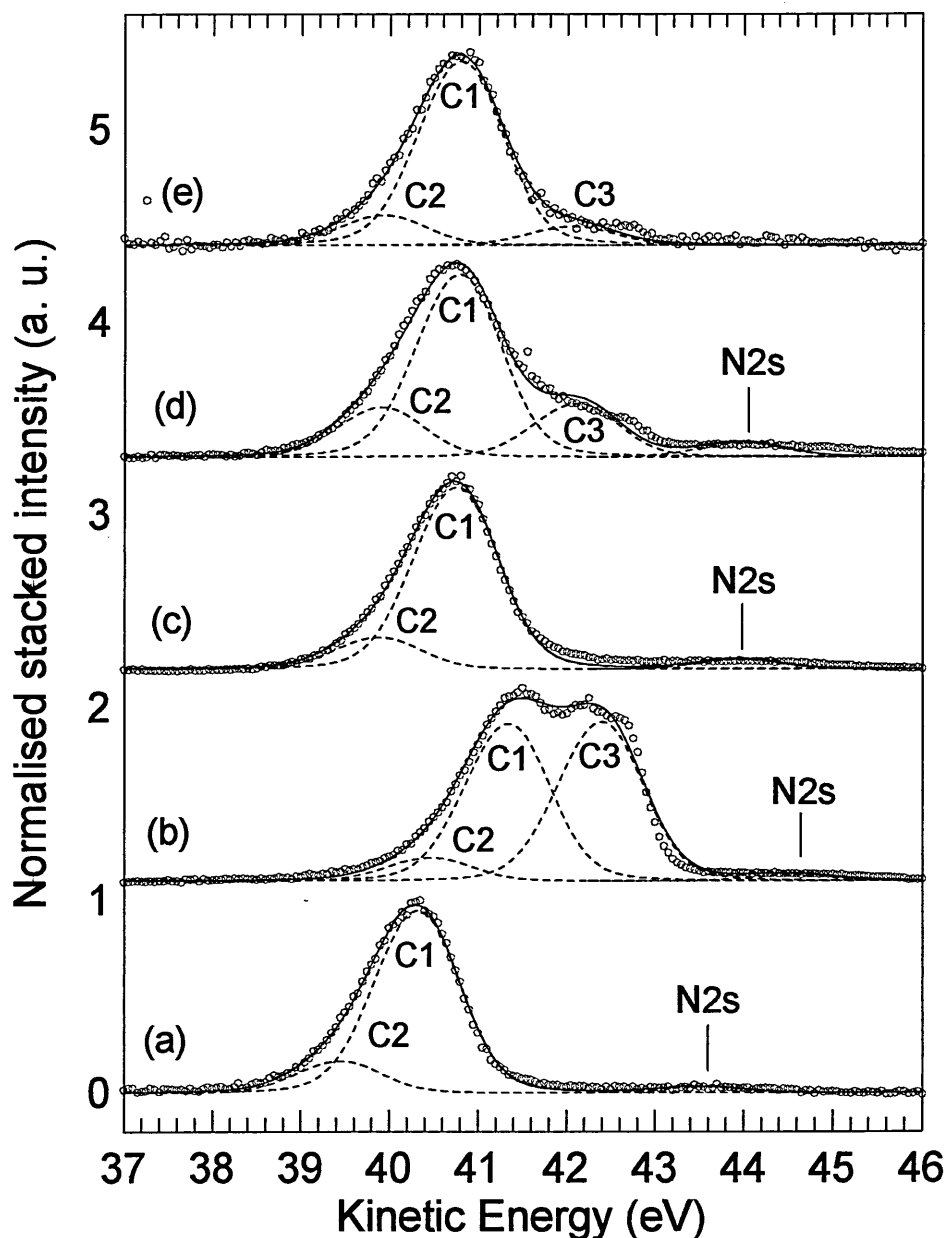 5
C1
C2
C3
(e)
4
C1
N2s
C2
C3
(d)
3
C1
N2s
C2
(c)
2
C1
C3
N2s
C2
(b)
1
C1
N2s
C2
(a)
0
37 38 39 40 41 42 43 44 45 46
Kinetic Energy (eV)
Normalised stacked intensity (a. u.)